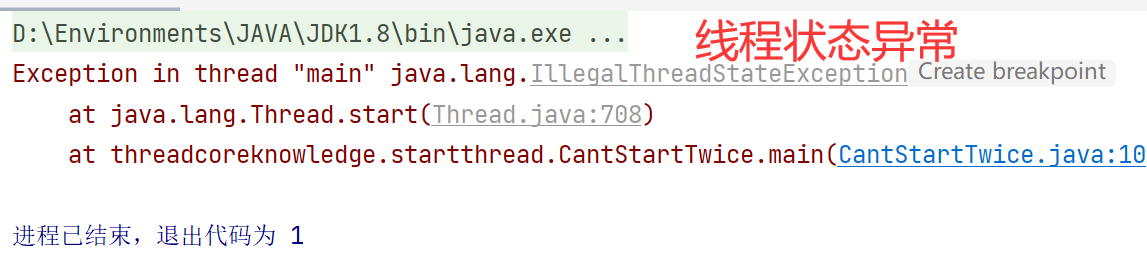 D:\Environments\JAVA\JDK1.8\bin\java.exe ...
线程状态异常
Exception in thread "main" java.lang.IllegalThreadStateException Create breakpoint
at java.lang.Thread.start(Thread.java:708)
at threadcoreknowledge.startthread.CantStartTwice.main(CantStartTwice.java:10
进程已结束，退出代码为 1